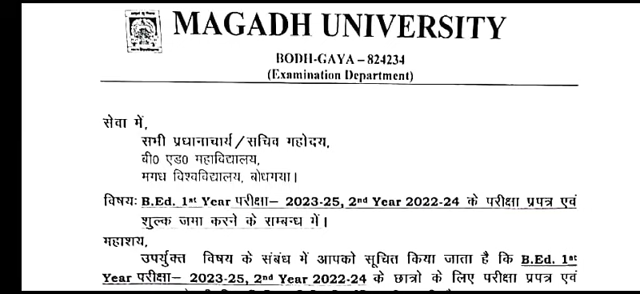 MAGADH UNIVERSITY
BODH-GAYA – 824234
(Examination Department)
सेवा में,
सभी प्रधानाचार्य/सचिव महोदय,
बी० एड० महाविद्यालय,
मगध विश्वविद्यालय, बोधगया।
विषयः B.Ed. 1st Year परीक्षा– 2023-25, 2nd Year 2022-24 के परीक्षा प्रपत्र एवं
शुल्क जमा करने के सम्बन्ध में।
महाशय,
उपर्युक्त विषय के संबंध में आपको सूचित किया जाता है कि B.Ed. 1st
Year परीक्षा– 2023-25, 2nd Year 2022-24 के छात्रो के लिए परीक्षा प्रपत्र एवं